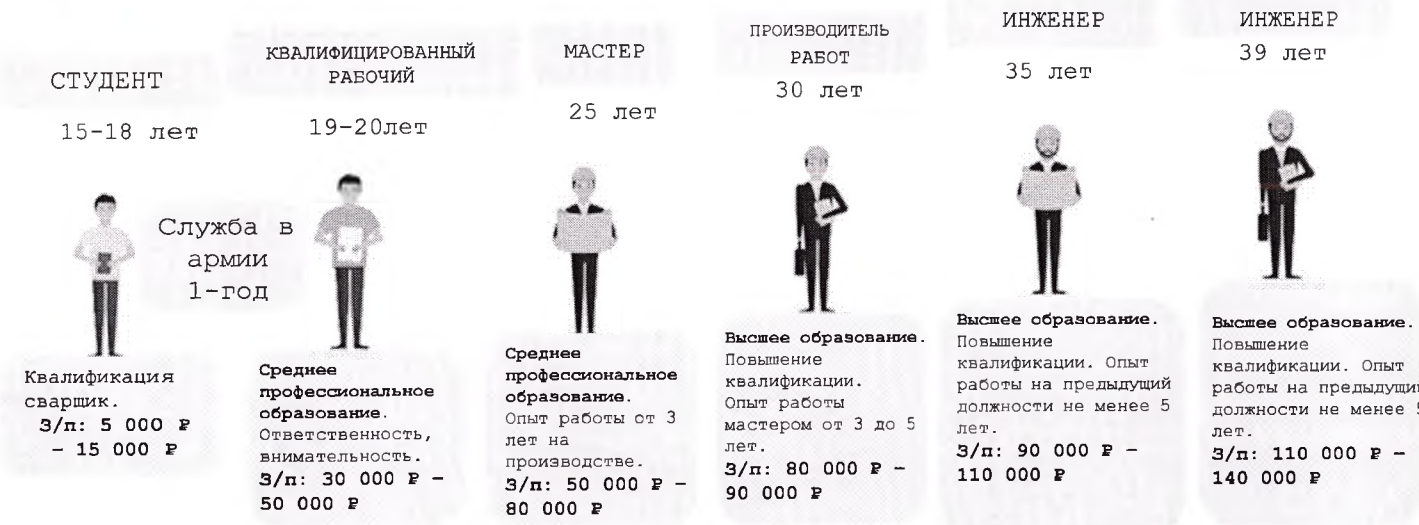 СТУДЕНТ
15-18 лет
Квалификация
сварщик.
З/п: 5 000 ₽
– 15 000 ₽
Служба в
армии
1-год
КВАЛИФИЦИРОВАННЫЙ
РАБОЧИЙ
19-20лет
Среднее
профессиональное
образование.
Ответственность,
внимательность.
З/п: 30 000 ₽ –
50 000 ₽
МАСТЕР
25 лет
Среднее
профессиональное
образование.
Опыт работы от 3
лет на
производстве.
З/п: 50 000 ₽ –
80 000 ₽
ПРОИЗВОДИТЕЛЬ
РАБОТ
30 лет
Высшее образование.
Повышение
квалификации.
Опыт работы
мастером от 3 до 5
лет.
З/п: 80 000 ₽ –
90 000 ₽
ИНЖЕНЕР
35 лет
Высшее образование.
Повышение
квалификации. Опыт
работы на предыдущий
должности не менее 5
лет.
З/п: 90 000 ₽ –
110 000 ₽
ИНЖЕНЕР
39 лет
Высшее образование.
Повышение
квалификации. Опыт
работы на предыдущи
должности не менее 5
лет.
З/п: 110 000 ₽ –
140 000 ₽